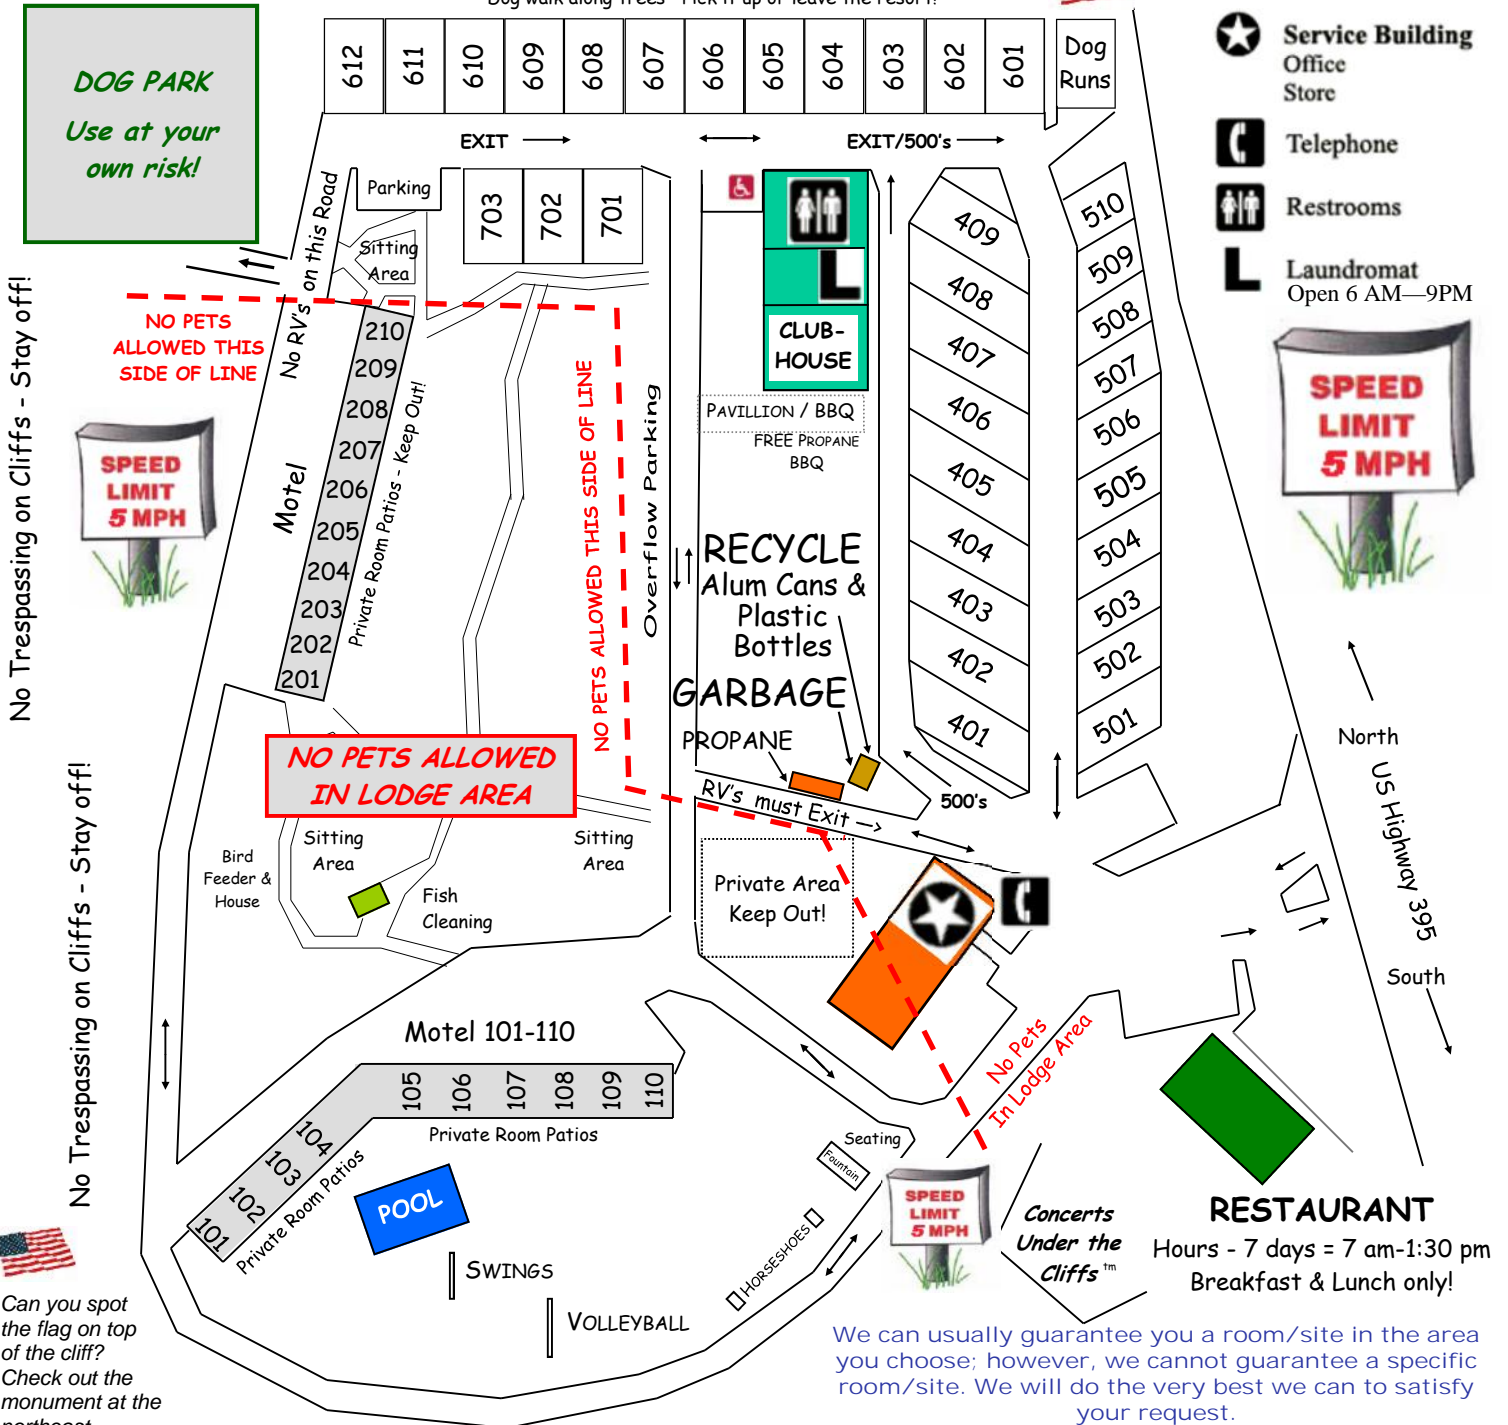 Dog walk along trees - Pick it up or leave the resort!
DOG PARK
Use at your
own risk!
612
611
610
609
608
607
606
605
604
603
602
601
Dog
Runs
Service Building
Office
Store
Telephone
Restrooms
Laundromat
Open 6 AM—9PM
EXIT
EXIT/500's
No RV's on this Road
Parking
Sitting
Area
703
702
701
L
CLUB-
HOUSE
PAVILLION / BBQ
FREE PROPANE
BBQ
409
408
407
406
405
404
403
402
401
510
509
508
507
506
505
504
503
502
501
NO PETS
ALLOWED THIS
SIDE OF LINE
No Trespassing on Cliffs - Stay off!
SPEED
LIMIT
5 MPH
SPEED
LIMIT
5 MPH
Motel
210
209
208
207
206
205
204
203
202
201
Private Room Patios - Keep Out!
NO PETS ALLOWED THIS SIDE OF LINE
Overflow Parking
RECYCLE
Alum Cans &
Plastic
Bottles
GARBAGE
PROPANE
RV's must Exit ->
500's
North
US Highway 395
South
NO PETS ALLOWED
IN LODGE AREA
Sitting
Area
Sitting
Area
Bird
Feeder &
House
Fish
Cleaning
Private Area
Keep Out!
No Trespassing on Cliffs - Stay off!
Motel 101-110
105
106
107
108
109
110
104
103
102
101
Private Room Patios
Private Room Patios
POOL
SWINGS
VOLLEYBALL
HORSESHOES
Seating
Fountain
No Pets
In Lodge Area
SPEED
LIMIT
5 MPH
Concerts
Under the
Cliffs tm
RESTAURANT
Hours - 7 days = 7 am-1:30 pm
Breakfast & Lunch only!
Can you spot
the flag on top
of the cliff?
Check out the
monument at the
northeast
We can usually guarantee you a room/site in the area
you choose; however, we cannot guarantee a specific
room/site. We will do the very best we can to satisfy
your request.